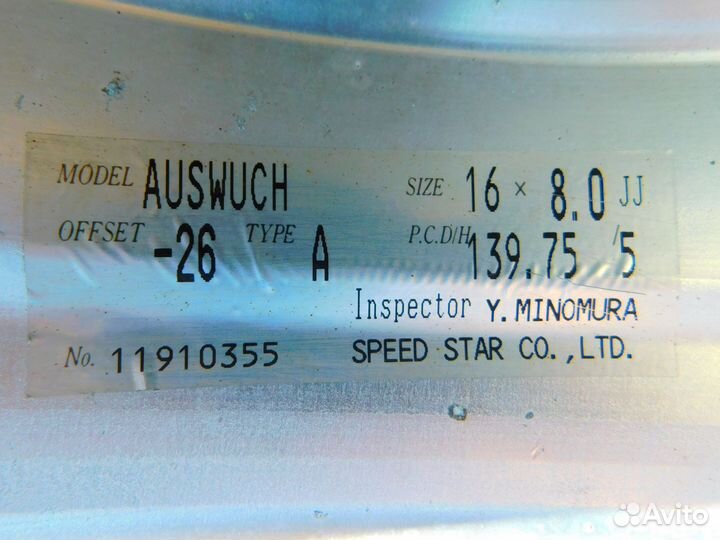 MODEL AUSWUCH SIZE 16 × 8.0 JJ
OFFSET -26 TYPE A P.C.D/H 139.75 /5
Inspector Y. MINOMURA
No. 11910355 SPEED STAR CO.,LTD.
Avito